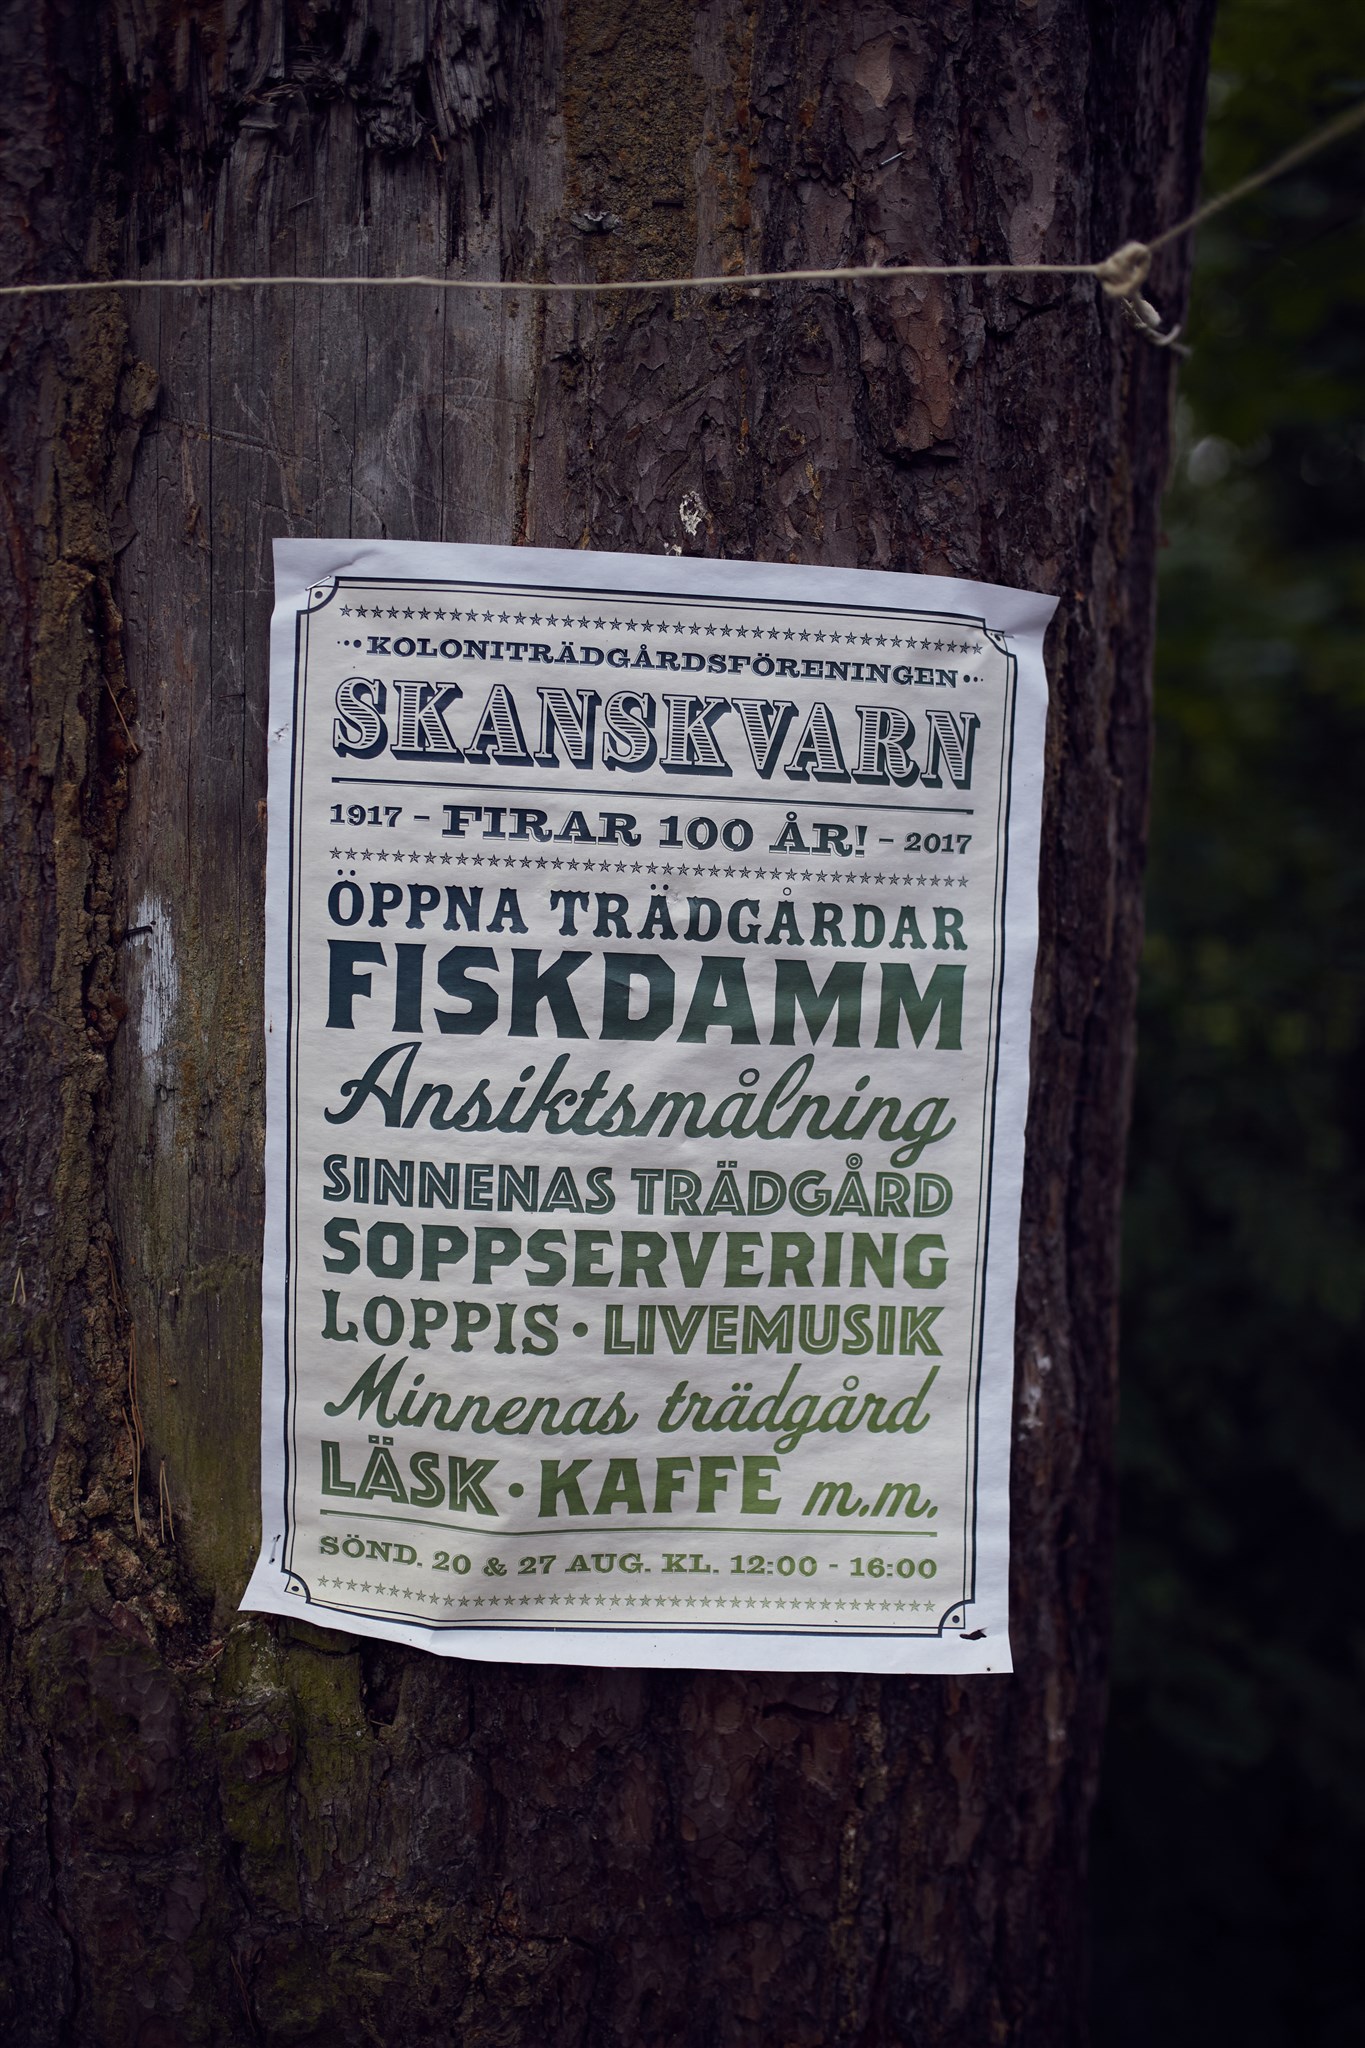 KOLONITRÄDGÅRDSFÖRENINGEN
SKANSKVARN
1917 - FIRAR 100 ÅR! - 2017
ÖPPNA TRÄDGÅRDAR
FISKDAMM
Ansiktsmålning
SINNENAS TRÄDGÅRD
SOPPSERVERING
LOPPIS • LIVEMUSIK
Minnenas trädgård
LÄSK • KAFFE m.m.
SÖND. 20 & 27 AUG. KL. 12:00 - 16:00